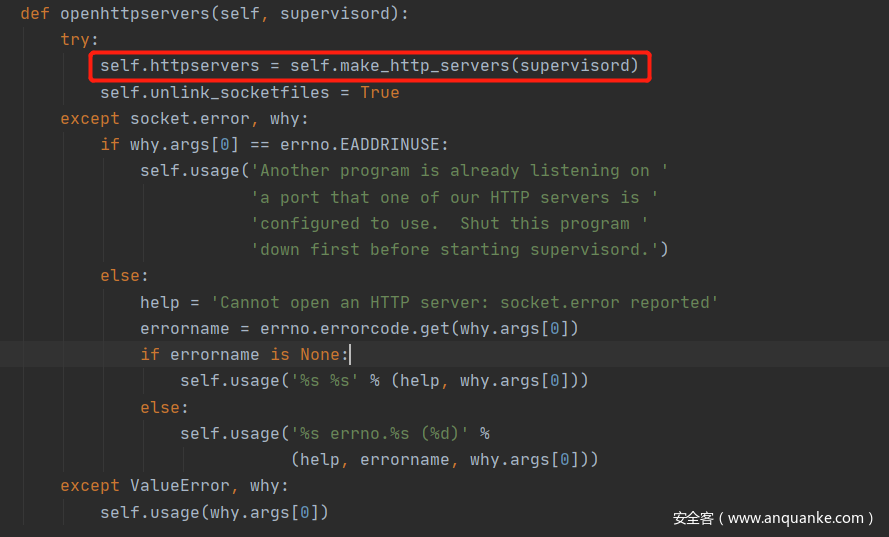 def openhttpservers(self, supervisord):
    try:
        self.httpservers = self.make_http_servers(supervisord)
        self.unlink_socketfiles = True
    except socket.error, why:
        if why.args[0] == errno.EADDRINUSE:
            self.usage('Another program is already listening on '
                       'a port that one of our HTTP servers is '
                       'configured to use.  Shut this program '
                       'down first before starting supervisord.')
        else:
            help = 'Cannot open an HTTP server: socket.error reported'
            errorname = errno.errorcode.get(why.args[0])
            if errorname is None:
                self.usage('%s %s' % (help, why.args[0]))
            else:
                self.usage('%s errno.%s (%d)' %
                           (help, errorname, why.args[0]))
    except ValueError, why:
        self.usage(why.args[0])
安全客（www.anquanke.com）